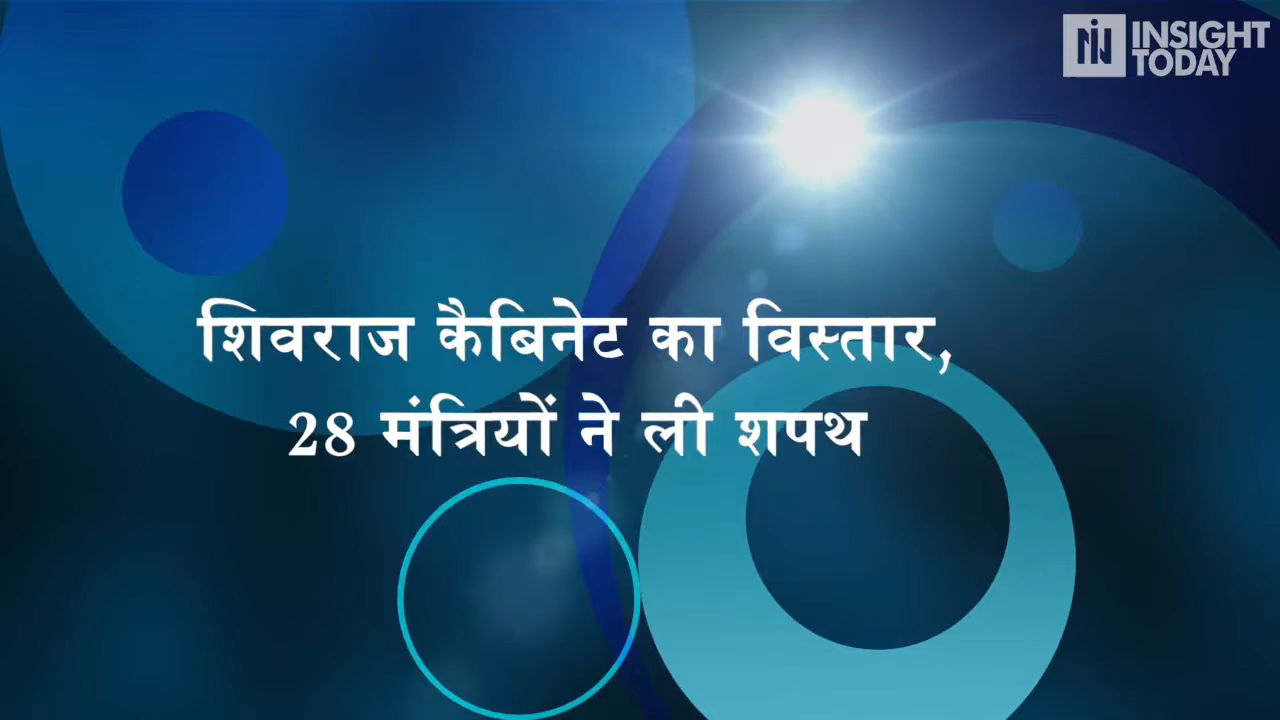 INSIGHT
TODAY
शिवराज कैबिनेट का विस्तार,
28 मंत्रियों ने ली शपथ